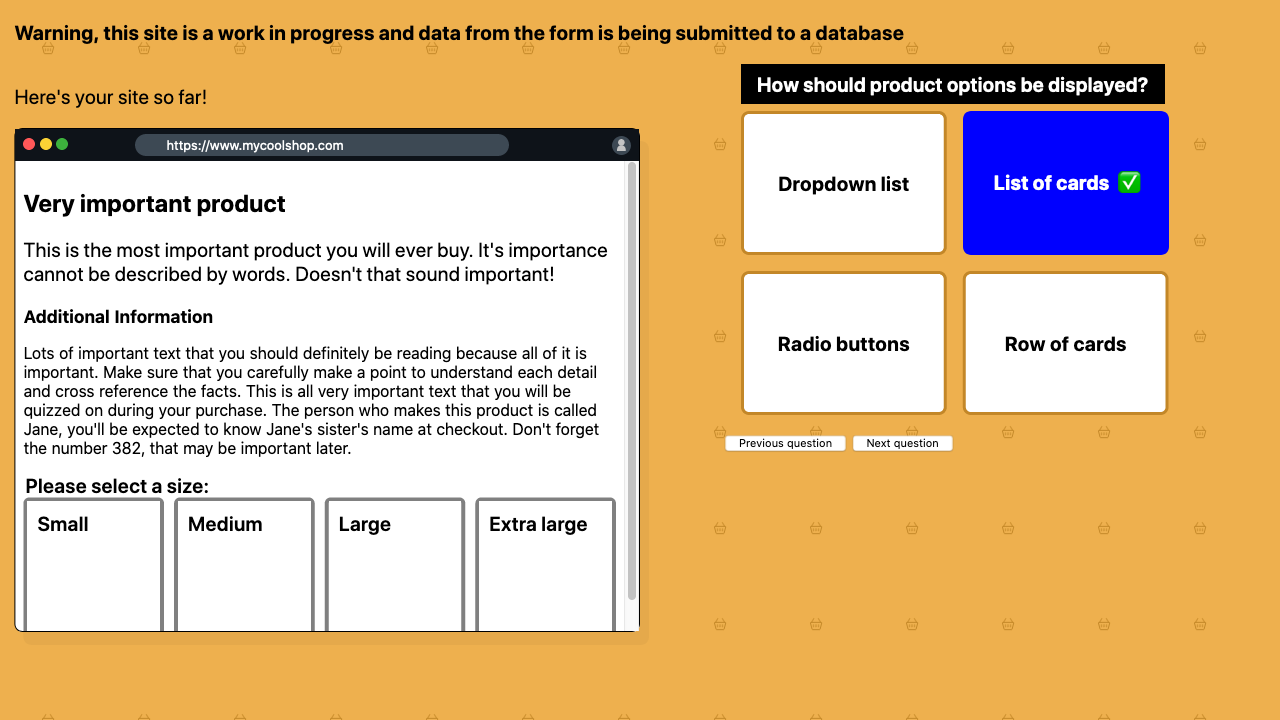 Warning, this site is a work in progress and data from the form is being submitted to a database
Here's your site so far!
https://www.mycoolshop.com
Very important product
This is the most important product you will ever buy. It's importance
cannot be described by words. Doesn't that sound important!
Additional Information
Lots of important text that you should definitely be reading because all of it is
important. Make sure that you carefully make a point to understand each detail
and cross reference the facts. This is all very important text that you will be
quizzed on during your purchase. The person who makes this product is called
Jane, you'll be expected to know Jane's sister's name at checkout. Don't forget
the number 382, that may be important later.
Please select a size:
Small
Medium
Large
Extra large
How should product options be displayed?
Dropdown list
List of cards ✅
Radio buttons
Row of cards
Previous question
Next question